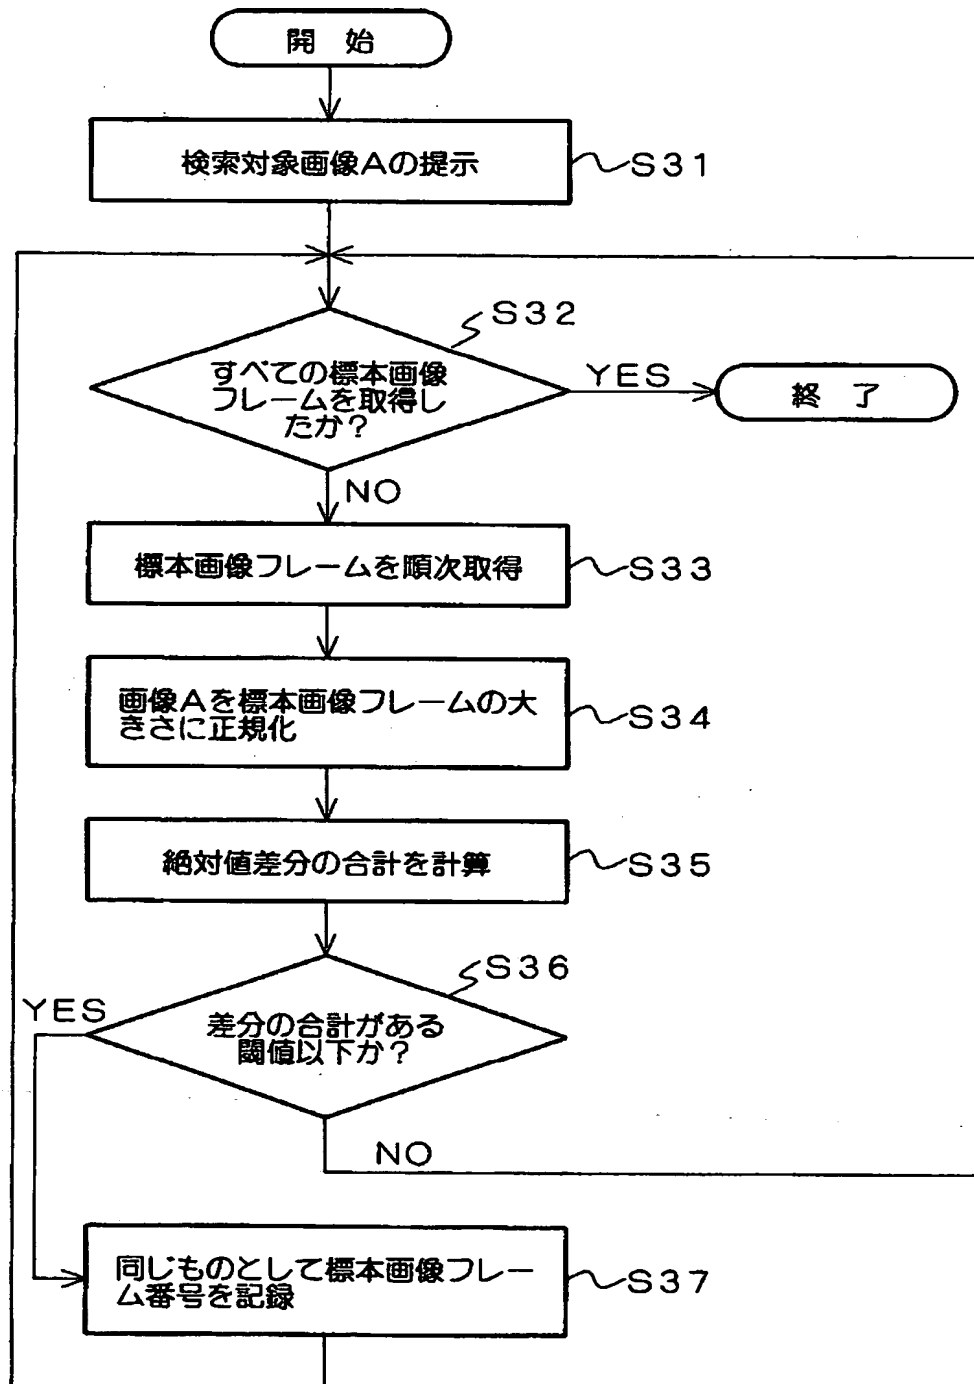 開 始
検索対象画像Aの提示
S31
S32
すべての標本画像
フレームを取得し
たか?
YES
終 了
NO
標本画像フレームを順次取得
S33
画像Aを標本画像フレームの大
きさに正規化
S34
絶対値差分の合計を計算
S35
S36
YES
差分の合計がある
閾値以下か?
NO
同じものとして標本画像フレー
ム番号を記録
S37